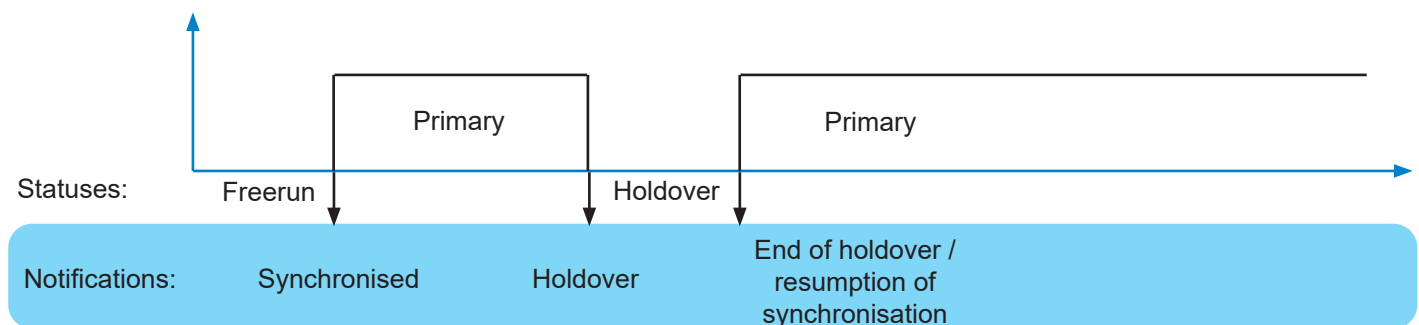 Primary
Primary
Statuses:
Freerun
Holdover
Notifications:
Synchronised
Holdover
End of holdover /
resumption of
synchronisation